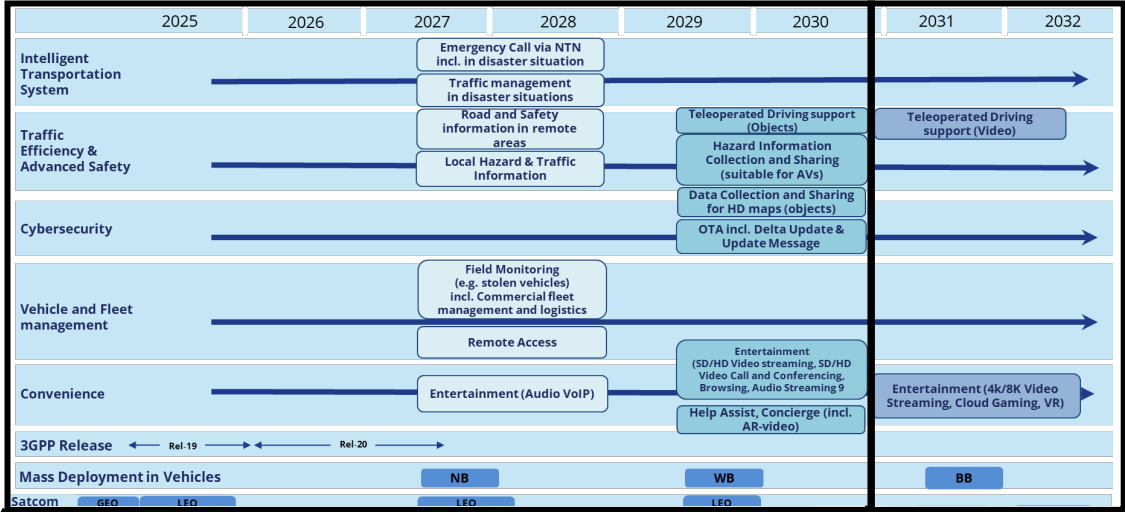 2025 2026 2027 2028 2029 2030 2031 2032
Intelligent
Transportation
System
Emergency Call via NTN
incl. in disaster situation
Traffic management
in disaster situations
Traffic
Efficiency &
Advanced Safety
Road and Safety
information in remote
areas
Local Hazard & Traffic
Information
Teleoperated Driving support
(Objects)
Hazard Information
Collection and Sharing
(suitable for AVs)
Teleoperated Driving
support (Video)
Cybersecurity
Data Collection and Sharing
for HD maps (objects)
OTA incl. Delta Update &
Update Message
Vehicle and Fleet
management
Field Monitoring
(e.g. stolen vehicles)
incl. Commercial fleet
management and logistics
Remote Access
Convenience
Entertainment (Audo VoIP)
Entertainment
(SD/HD Video streaming, SD/HD
Video Call and Conferencing,
Browsing, Audio Streaming 9
Help Assist, Concierge (incl.
AR-video)
Entertainment (4k/8K Video
Streaming, Cloud Gaming, VR)
3GPP Release Rel-19 Rel-20
Mass Deployment in Vehicles NB WB BB
Satcom GEO LEO LEO LEO